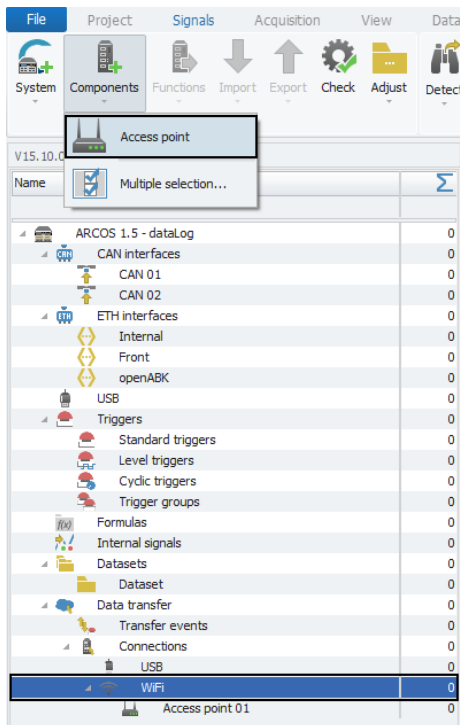 File Project Signals Acquisition View Data
System Components Functions Import Export Check Adjust Detect
Access point
V15.10.0
Multiple selection...
Name Σ
ARCOS 1.5 - dataLog 0
CAN interfaces 0
CAN 01 0
CAN 02 0
ETH interfaces 0
Internal 0
Front 0
openABK 0
USB 0
Triggers 0
Standard triggers 0
Level triggers 0
Cyclic triggers 0
Trigger groups 0
f(x) Formulas 0
Internal signals 0
Datasets 0
Dataset 0
Data transfer 0
Transfer events 0
Connections 0
USB 0
WiFi 0
Access point 01 0